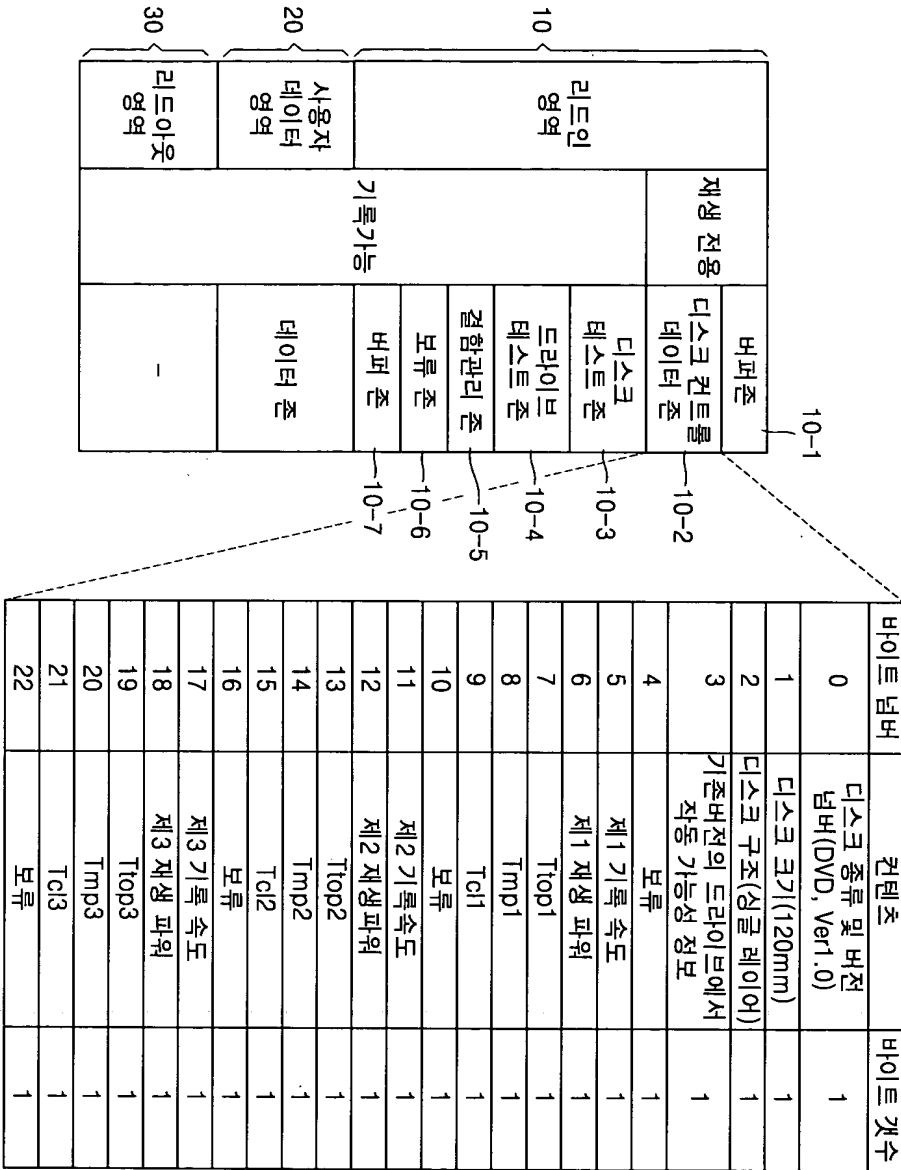 10
20
30
리드인
영역
사용자
데이터
영역
리드아웃
영역
재생 전용
기록가능
버퍼존
디스크 컨트롤
데이터 존
디스크
테스트 존
드라이브
테스트 존
결함관리 존
보류 존
버퍼 존
데이터 존
-
10-1
10-2
10-3
10-4
10-5
10-6
10-7
바이트 넘버 컨텐츠 바이트 갯수
0 디스크 종류 및 버전 1
넘버(DVD, Ver1.0)
1 디스크 크기(120mm) 1
2 디스크 구조(싱글 레이어) 1
3 기존버전의 드라이브에서 1
작동 가능성 정보
4 보류 1
5 제1 기록 속도 1
6 제1 재생 파워 1
7 Ttop1 1
8 Tmp1 1
9 Tcl1 1
10 보류 1
11 제2 기록속도 1
12 제2 재생파워 1
13 Ttop2 1
14 Tmp2 1
15 Tcl2 1
16 보류 1
17 제3 기록 속도 1
18 제3 재생 파워 1
19 Ttop3 1
20 Tmp3 1
21 Tcl3 1
22 보류 1